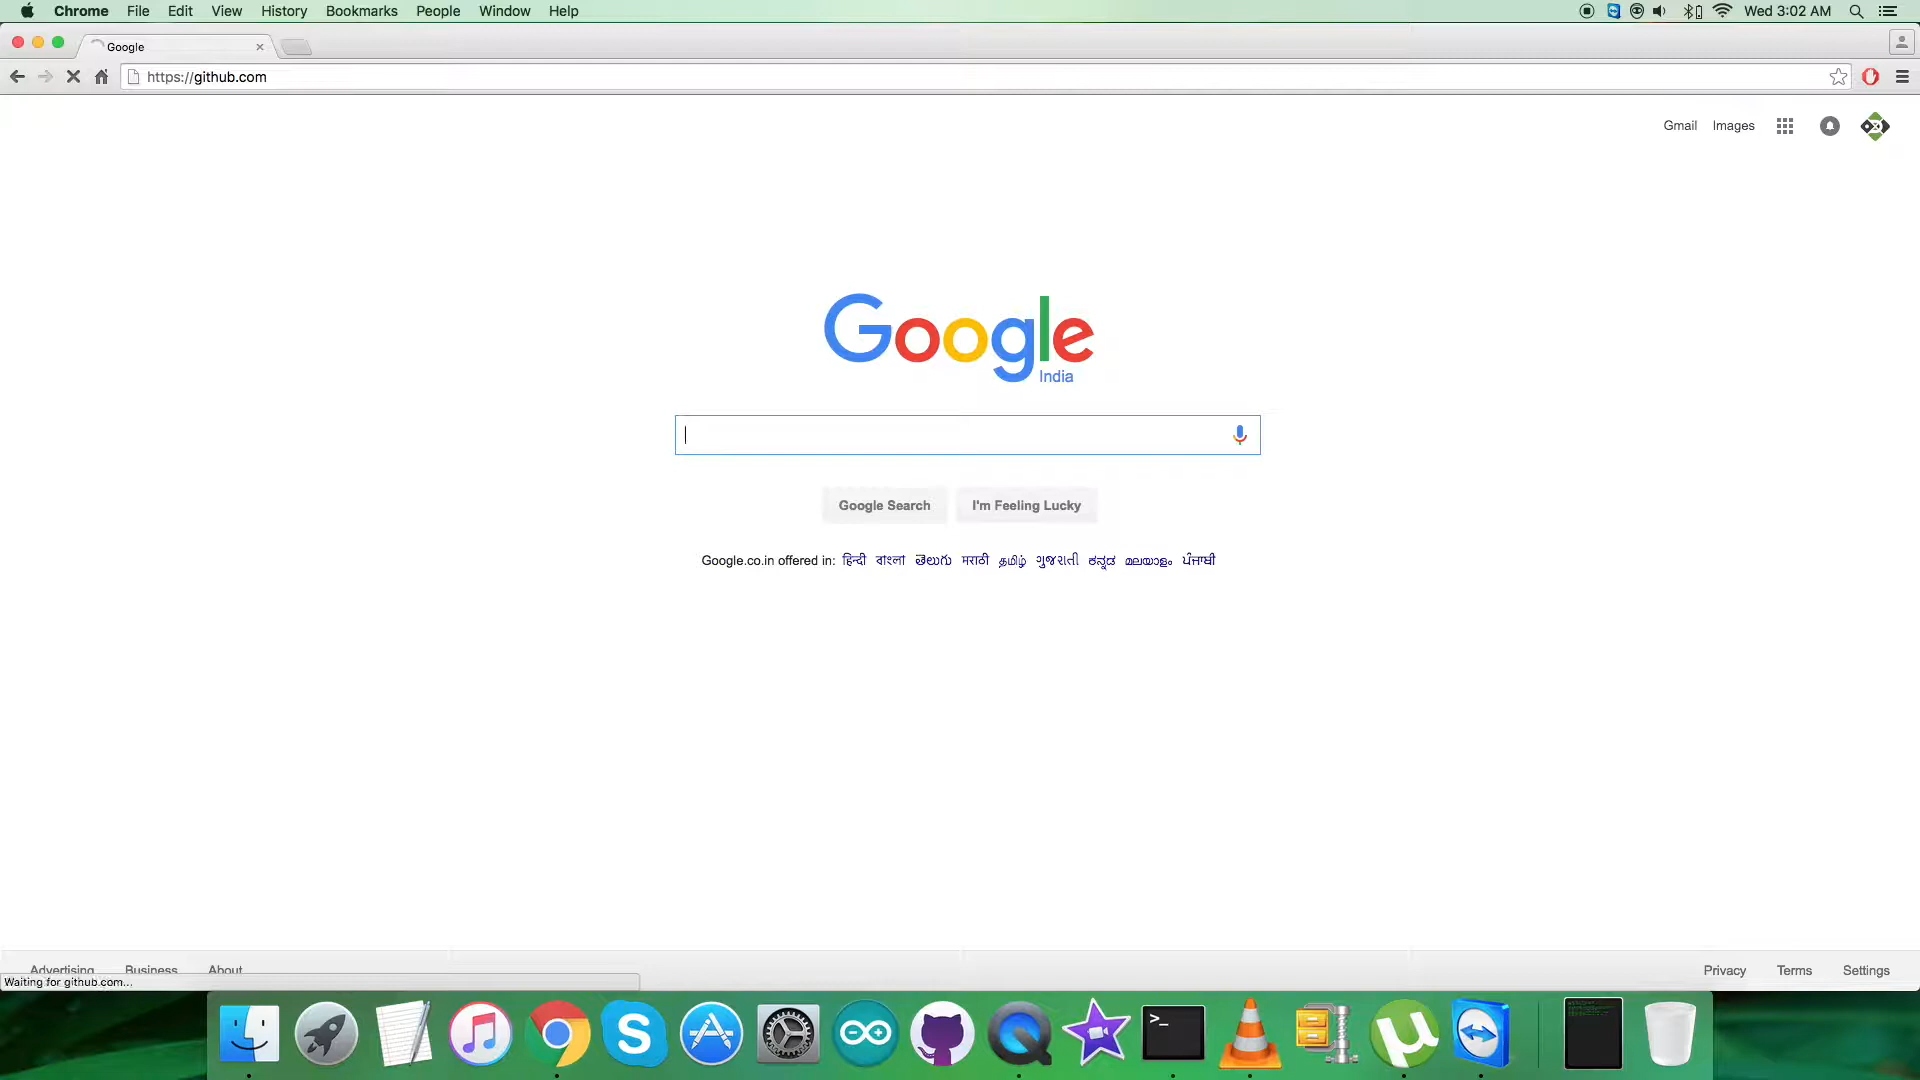 Chrome File Edit View History Bookmarks People Window Help Wed 3:02 AM
Google
https://github.com
Gmail Images
Google
India
Google Search I'm Feeling Lucky
Google.co.in offered in: हिन्दी বাংলা తెలుగు मराठी தமிழ் ગુજરાતી ಕನ್ನಡ മലയാളം ਪੰਜਾਬੀ
Advertising Business About Privacy Terms Settings
Waiting for github.com...